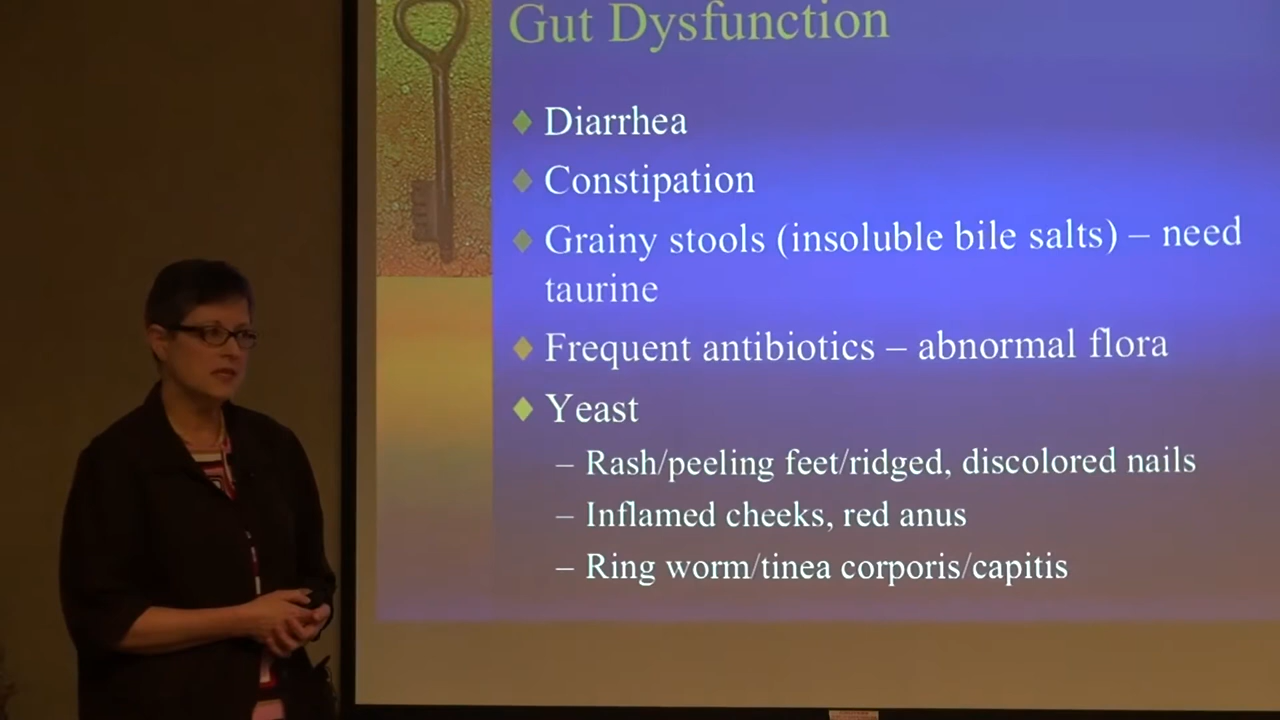 Gut Dysfunction
Diarrhea
Constipation
Grainy stools (insoluble bile salts) – need
taurine
Frequent antibiotics – abnormal flora
Yeast
– Rash/peeling feet/ridged, discolored nails
– Inflamed cheeks, red anus
– Ring worm/tinea corporis/capitis